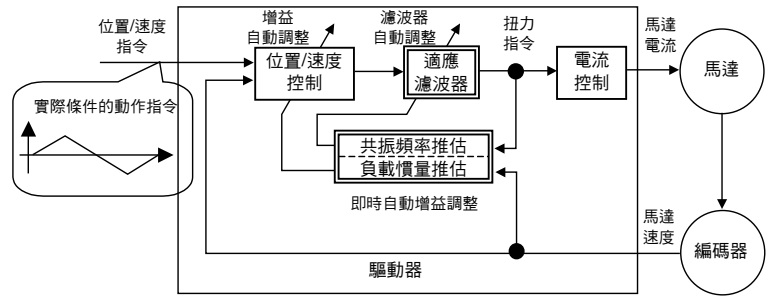 位置/速度
指令
增益
自動調整
濾波器
自動調整
扭力
指令
馬達
電流
位置/速度
控制
適應
濾波器
電流
控制
馬達
實際條件的動作指令
共振頻率推估
負載慣量推估
即時自動增益調整
馬達
速度
編碼器
驅動器